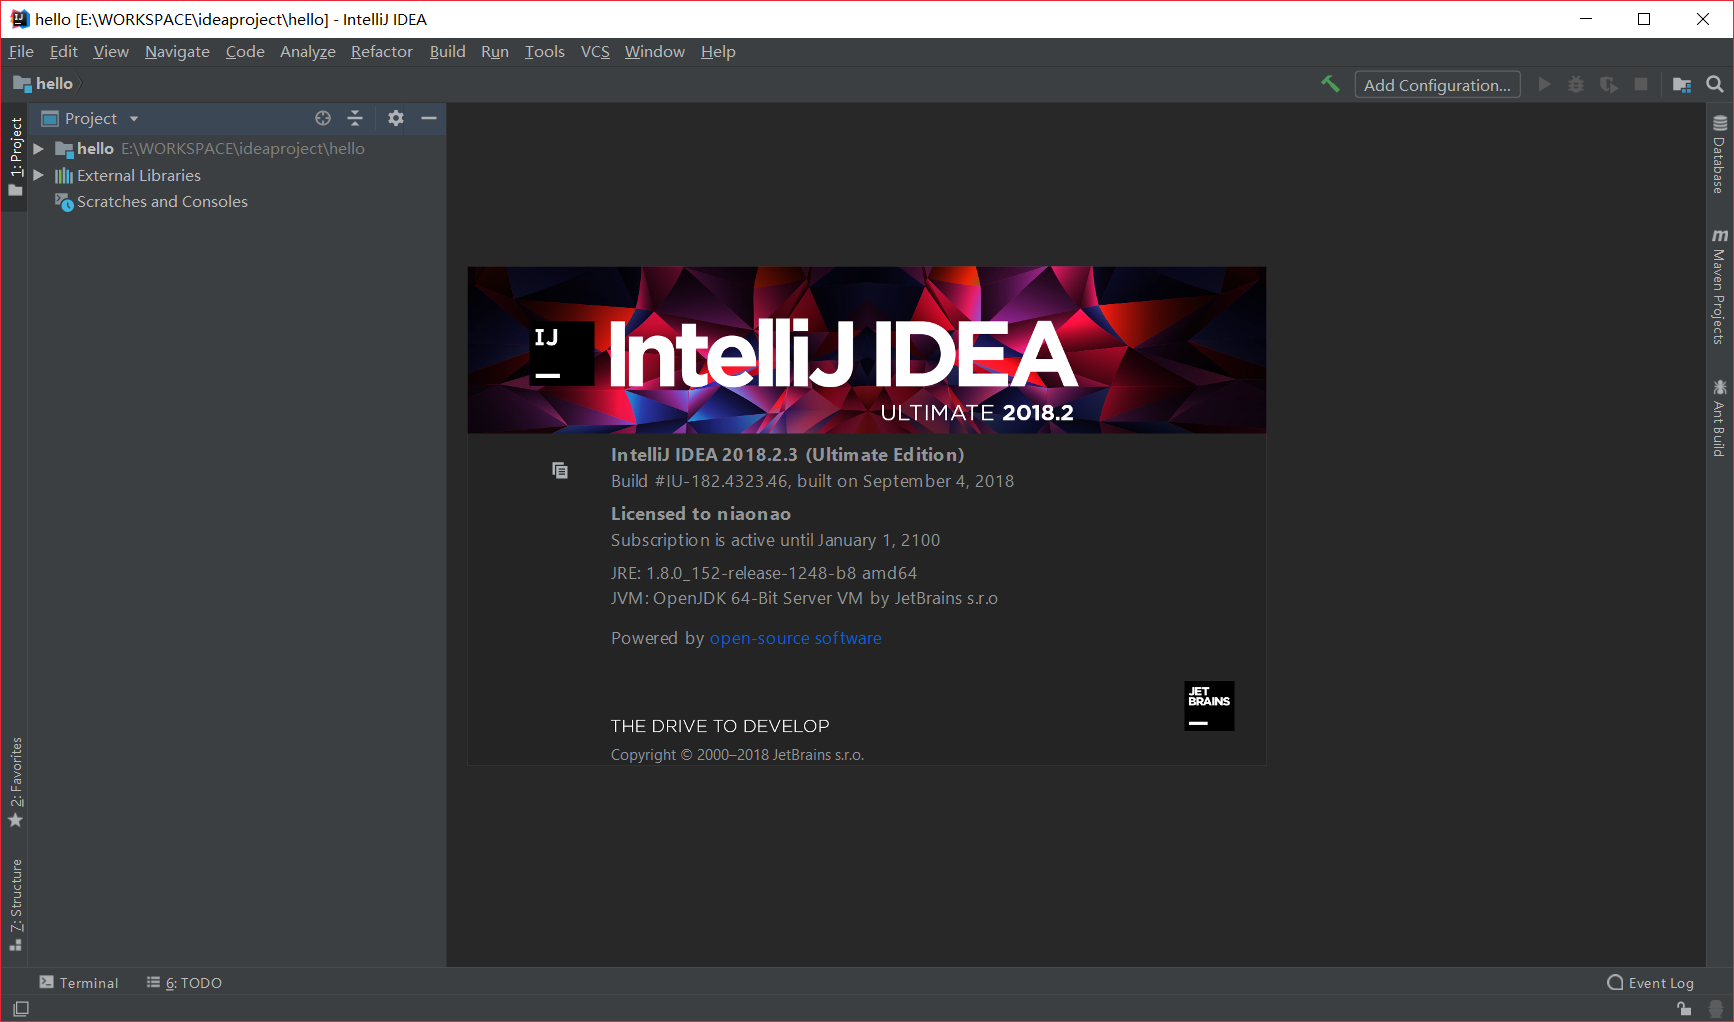 hello [E:\WORKSPACE\ideaproject\hello] - IntelliJ IDEA
File Edit View Navigate Code Analyze Refactor Build Run Tools VCS Window Help
hello
Add Configuration...
1: Project
Project
hello E:\WORKSPACE\ideaproject\hello
External Libraries
Scratches and Consoles
2: Favorites
7: Structure
IJ
IntelliJ IDEA
ULTIMATE 2018.2
IntelliJ IDEA 2018.2.3 (Ultimate Edition)
Build #IU-182.4323.46, built on September 4, 2018
Licensed to niaonao
Subscription is active until January 1, 2100
JRE: 1.8.0_152-release-1248-b8 amd64
JVM: OpenJDK 64-Bit Server VM by JetBrains s.r.o
Powered by open-source software
JET
BRAINS
THE DRIVE TO DEVELOP
Copyright © 2000–2018 JetBrains s.r.o.
Database
m
Maven Projects
Ant Build
Terminal
6: TODO
Event Log